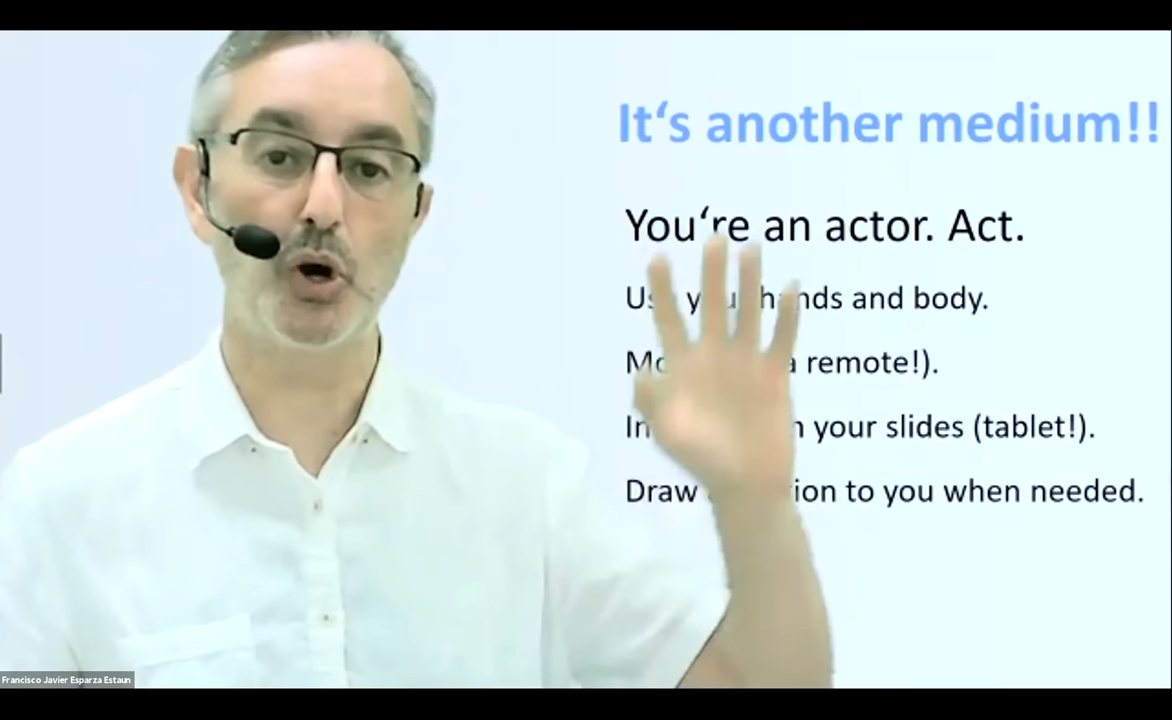 It‘s another medium!!
You‘re an actor. Act.
hands and body.
a remote!).
your slides (tablet!).
Draw to you when needed.
Francisco Javier Esparza Estaun